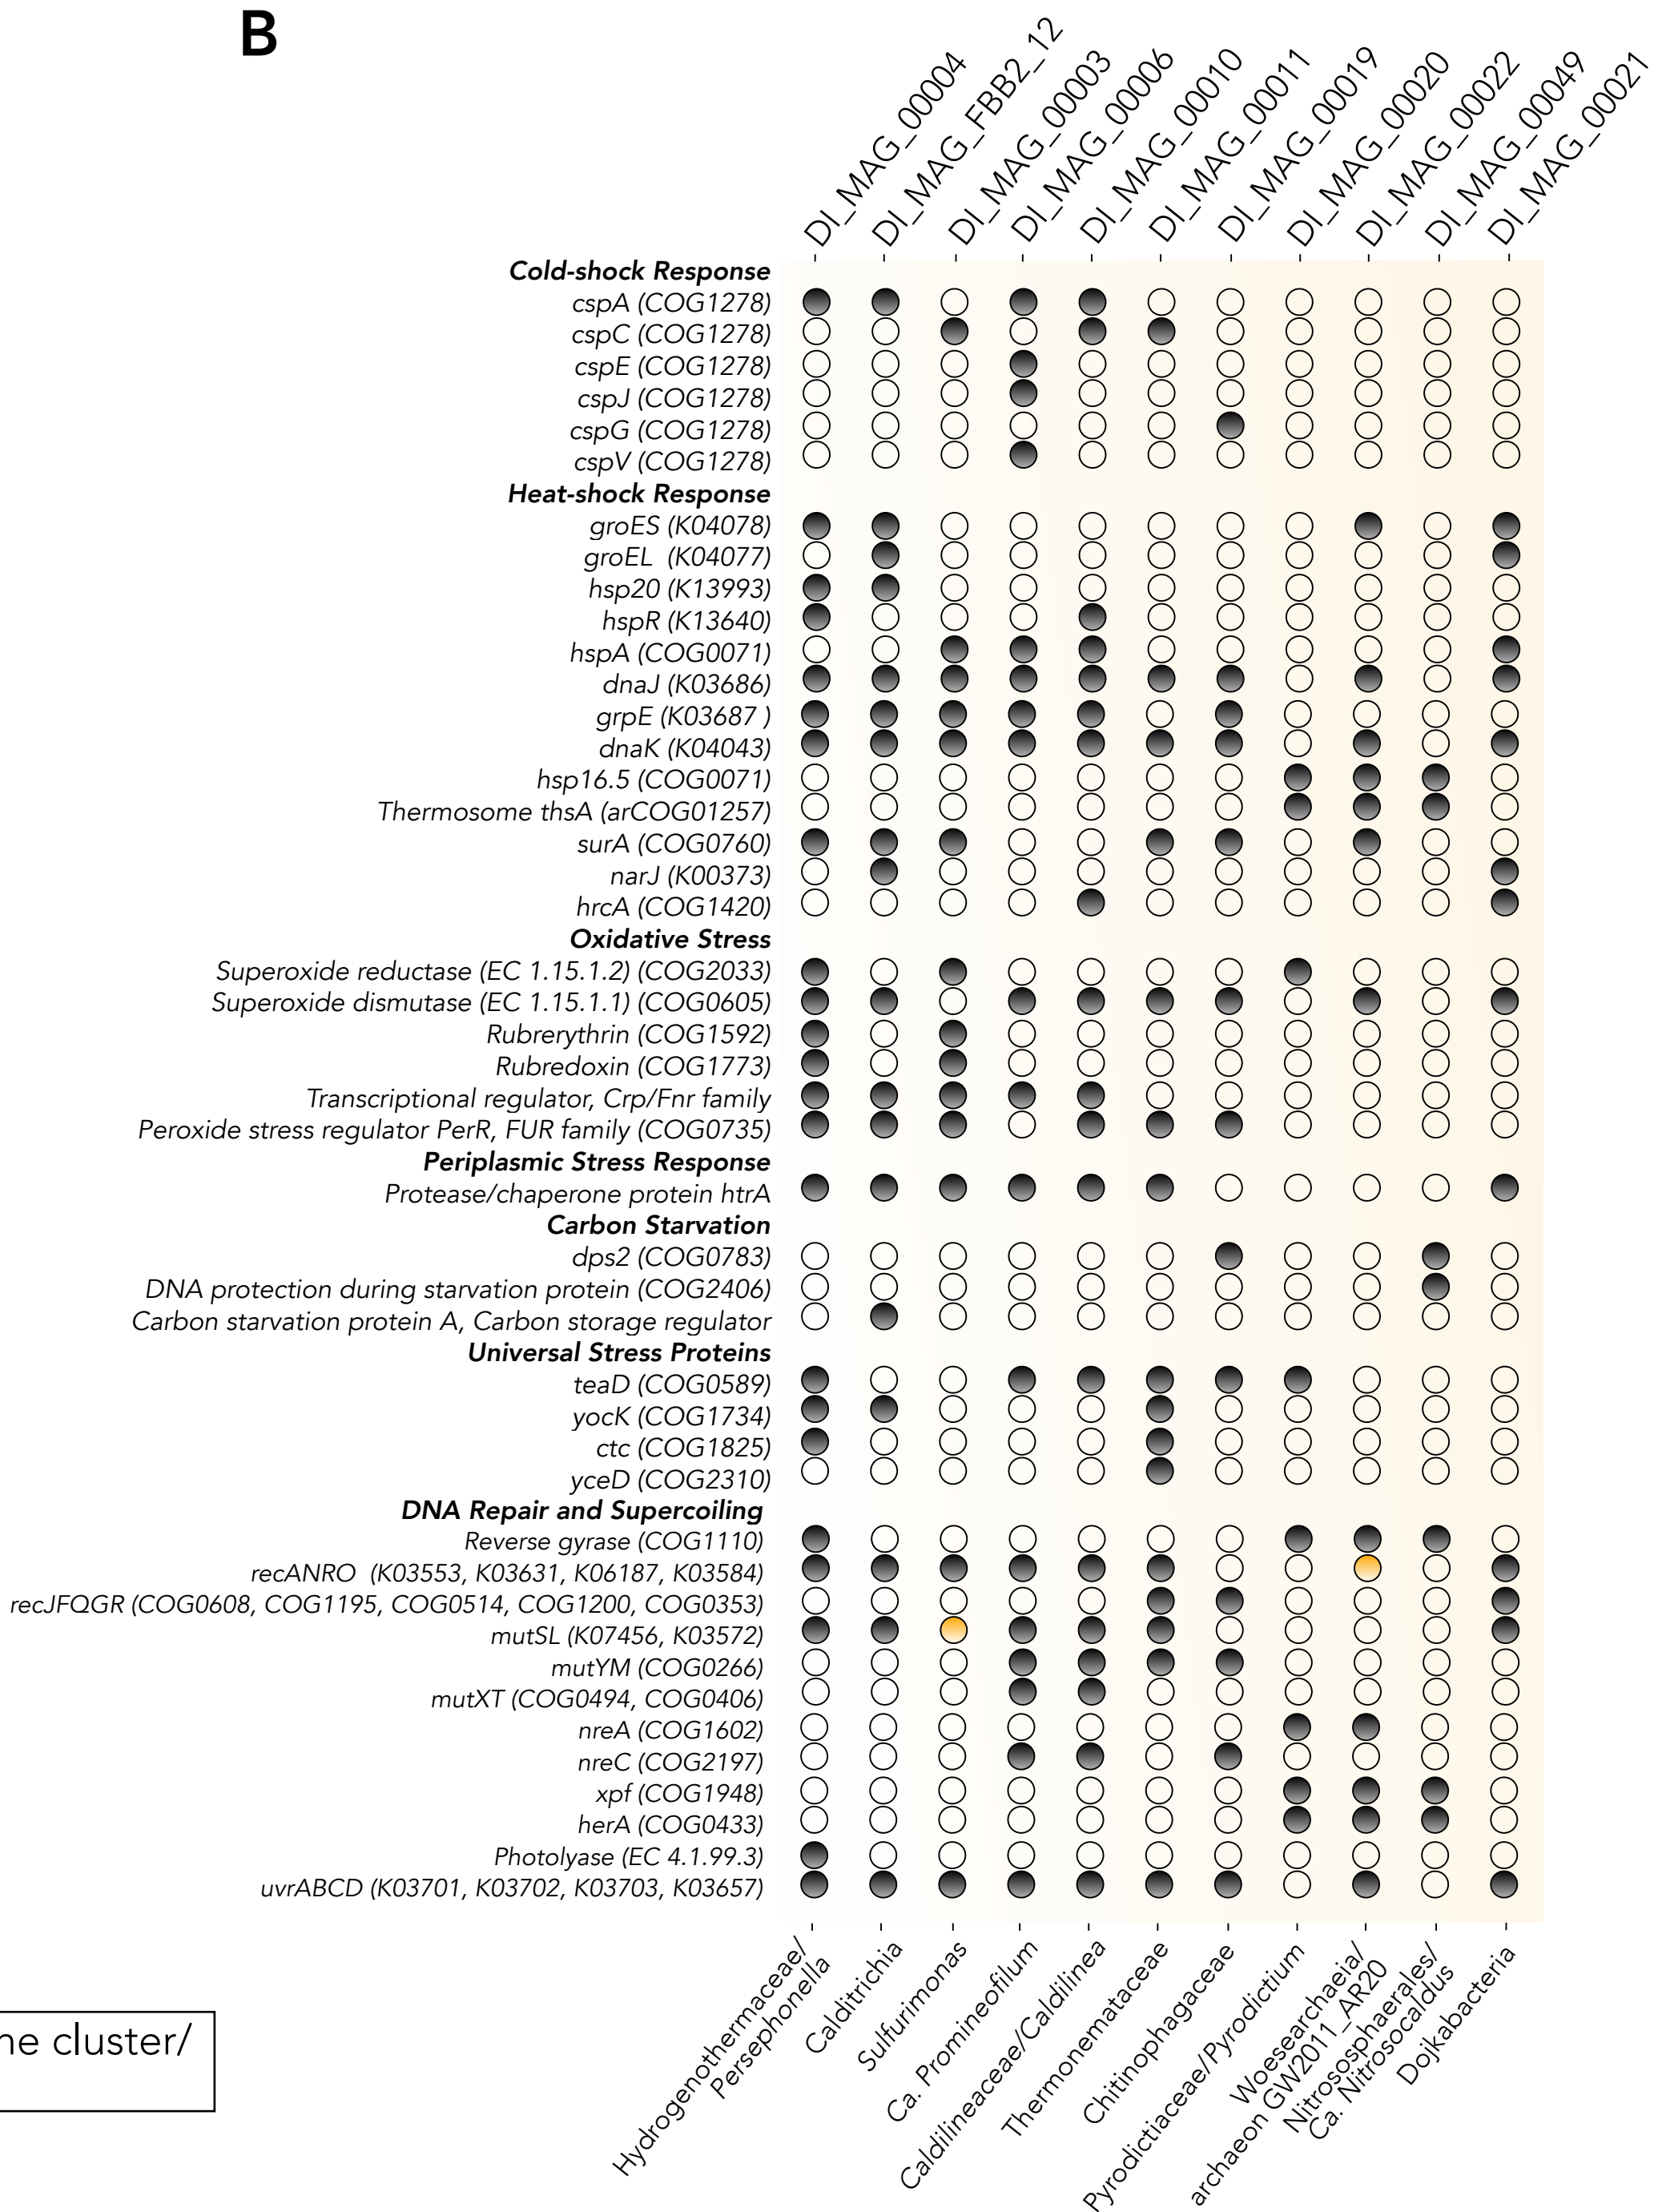 B
DI_MAG_00004
DI_MAG_FBB2_12
DI_MAG_00003
DI_MAG_00006
DI_MAG_00010
DI_MAG_00011
DI_MAG_00019
DI_MAG_00020
DI_MAG_00022
DI_MAG_00049
DI_MAG_00021
Cold-shock Response
cspA (COG1278)
cspC (COG1278)
cspE (COG1278)
cspJ (COG1278)
cspG (COG1278)
cspV (COG1278)
Heat-shock Response
groES (K04078)
groEL (K04077)
hsp20 (K13993)
hspR (K13640)
hspA (COG0071)
dnaJ (K03686)
grpE (K03687 )
dnaK (K04043)
hsp16.5 (COG0071)
Thermosome thsA (arCOG01257)
surA (COG0760)
narJ (K00373)
hrcA (COG1420)
Oxidative Stress
Superoxide reductase (EC 1.15.1.2) (COG2033)
Superoxide dismutase (EC 1.15.1.1) (COG0605)
Rubrerythrin (COG1592)
Rubredoxin (COG1773)
Transcriptional regulator, Crp/Fnr family
Peroxide stress regulator PerR, FUR family (COG0735)
Periplasmic Stress Response
Protease/chaperone protein htrA
Carbon Starvation
dps2 (COG0783)
DNA protection during starvation protein (COG2406)
Carbon starvation protein A, Carbon storage regulator
Universal Stress Proteins
teaD (COG0589)
yocK (COG1734)
ctc (COG1825)
yceD (COG2310)
DNA Repair and Supercoiling
Reverse gyrase (COG1110)
recANRO (K03553, K03631, K06187, K03584)
recJFQGR (COG0608, COG1195, COG0514, COG1200, COG0353)
mutSL (K07456, K03572)
mutYM (COG0266)
mutXT (COG0494, COG0406)
nreA (COG1602)
nreC (COG2197)
xpf (COG1948)
herA (COG0433)
Photolyase (EC 4.1.99.3)
uvrABCD (K03701, K03702, K03703, K03657)
Hydrogenothermaceae/
Persephonella
Calditrichia
Sulfurimonas
Ca. Promineofilum
Caldilineaceae/Caldilinea
Thermonemataceae
Chitinophagaceae
Pyrodictiaceae/Pyrodictium
Woesearchaeia/
archaeon GW2011_AR20
Nitrososphaerales/
Ca. Nitrosocaldus
Dojkabacteria
ne cluster/